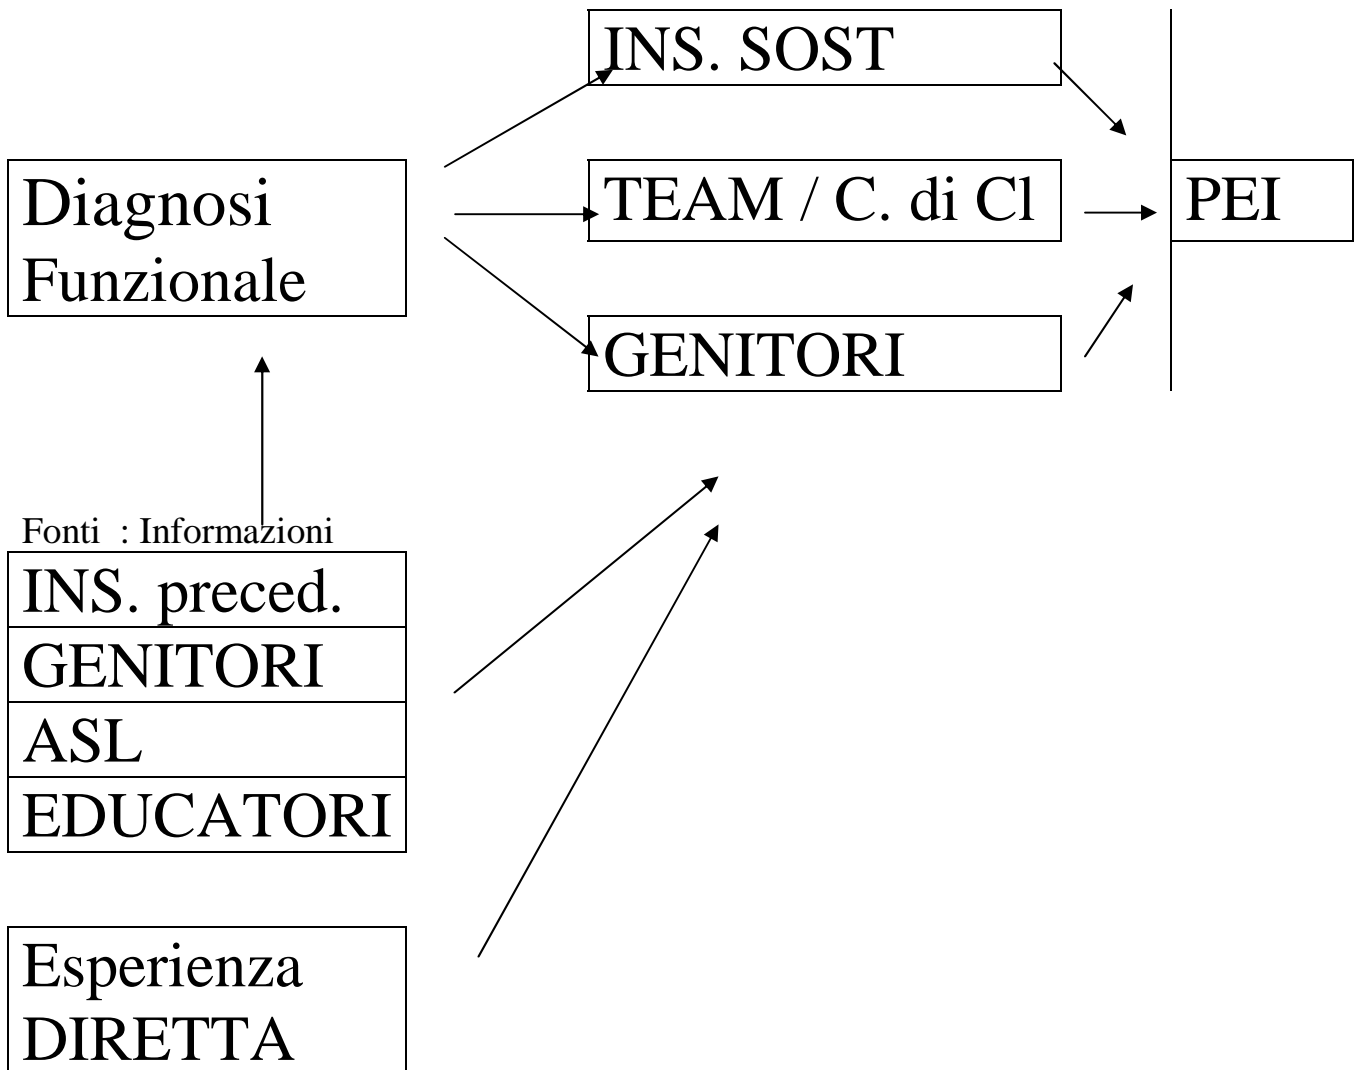 INS. SOST
Diagnosi
Funzionale
TEAM / C. di Cl
PEI
GENITORI
Fonti : Informazioni
INS. preced.
GENITORI
ASL
EDUCATORI
Esperienza
DIRETTA